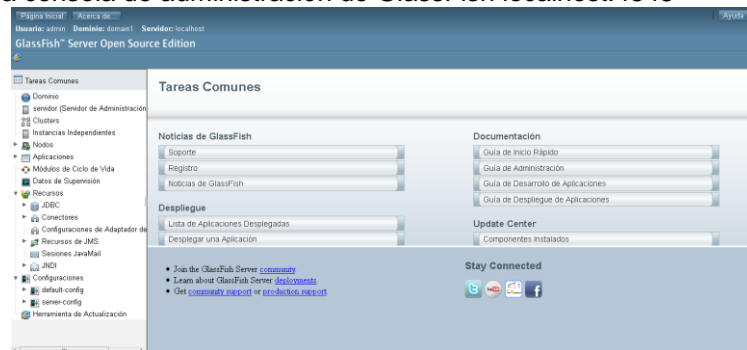 a consola de administración de GlassFish localhost:
Página Inicial Acerca de... Ayuda
Usuario: admin Dominio: domain1 Servidor: localhost
GlassFish™ Server Open Source Edition
Tareas Comunes
Dominio
servidor (Servidor de Administración
Clusters
Instancias Independientes
Nodos
Aplicaciones
Módulos de Ciclo de Vida
Datos de Supervisión
Recursos
JDBC
Conectores
Configuraciones de Adaptador de
Recursos de JMS
Sesiones JavaMail
JNDI
Configuraciones
default-config
server-config
Herramienta de Actualización
Tareas Comunes
Noticias de GlassFish
Soporte
Registro
Noticias de GlassFish
Despliegue
Lista de Aplicaciones Desplegadas
Desplegar una Aplicación
Documentación
Guía de Inicio Rápido
Guía de Administración
Guía de Desarrollo de Aplicaciones
Guía de Despliegue de Aplicaciones
Update Center
Componentes Instalados
Join the GlassFish Server community
Learn about GlassFish Server deployments.
Get community support or production support.
Stay Connected